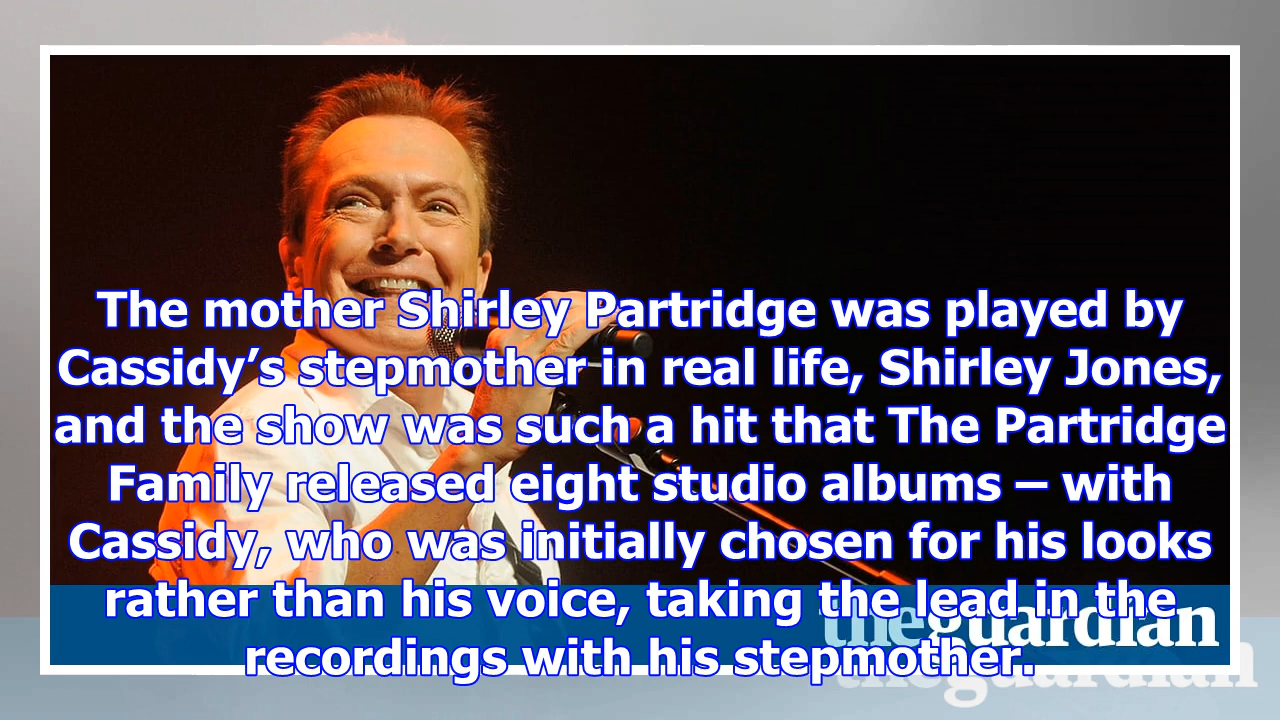 The mother Shirley Partridge was played by
Cassidy’s stepmother in real life, Shirley Jones,
and the show was such a hit that The Partridge
Family released eight studio albums – with
Cassidy, who was initially chosen for his looks
rather than his voice, taking the lead in the
recordings with his stepmother.
theguardian
theguardian